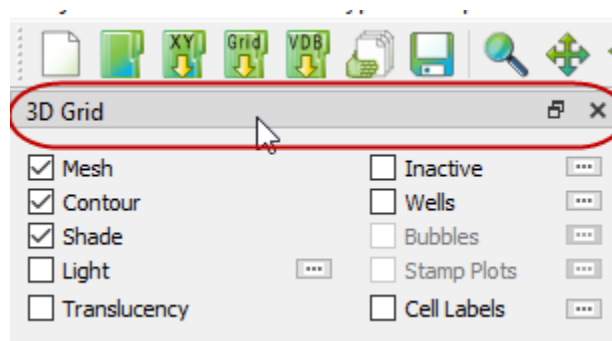 XY Grid VDB
3D Grid
Mesh Inactive
Contour Wells
Shade Bubbles
Light Stamp Plots
Translucency Cell Labels